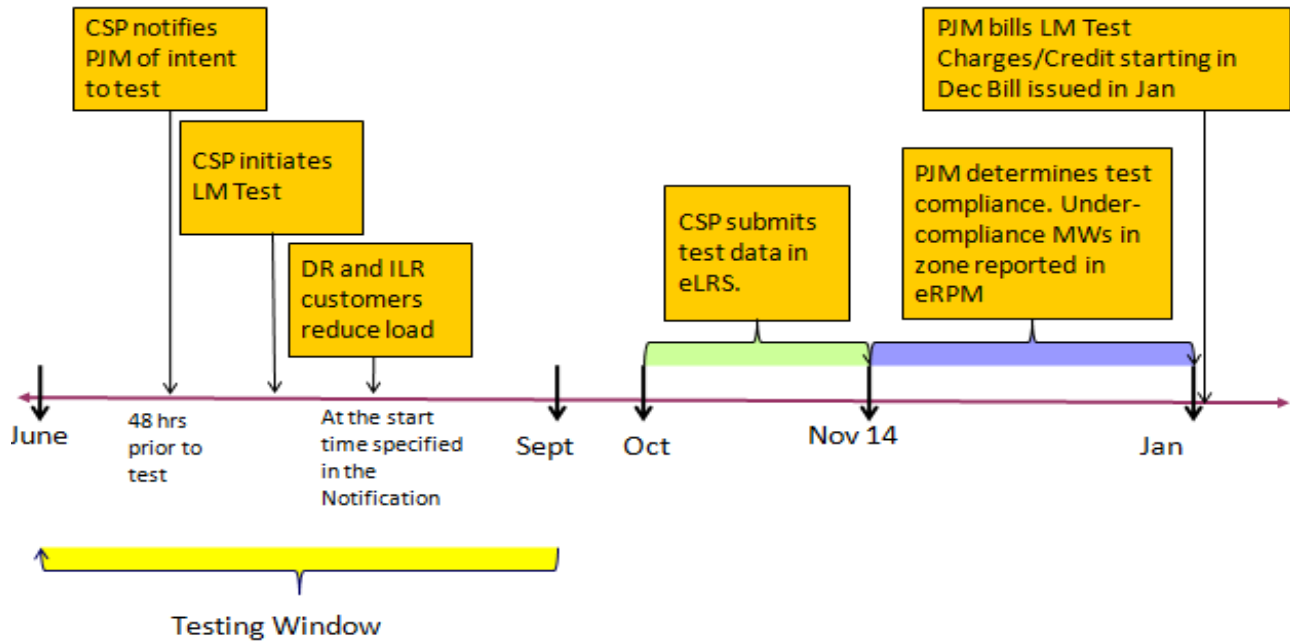 CSP notifies
PJM of intent
to test
PJM bills LM Test
Charges/Credit starting in
Dec Bill issued in Jan
CSP initiates
LM Test
DR and ILR
customers
reduce load
CSP submits
test data in
eLRS.
PJM determines test
compliance. Under-
compliance MWs in
zone reported in
eRPM
June
48 hrs
prior to
test
At the start
time specified
in the
Notification
Sept
Oct
Nov 14
Jan
Testing Window